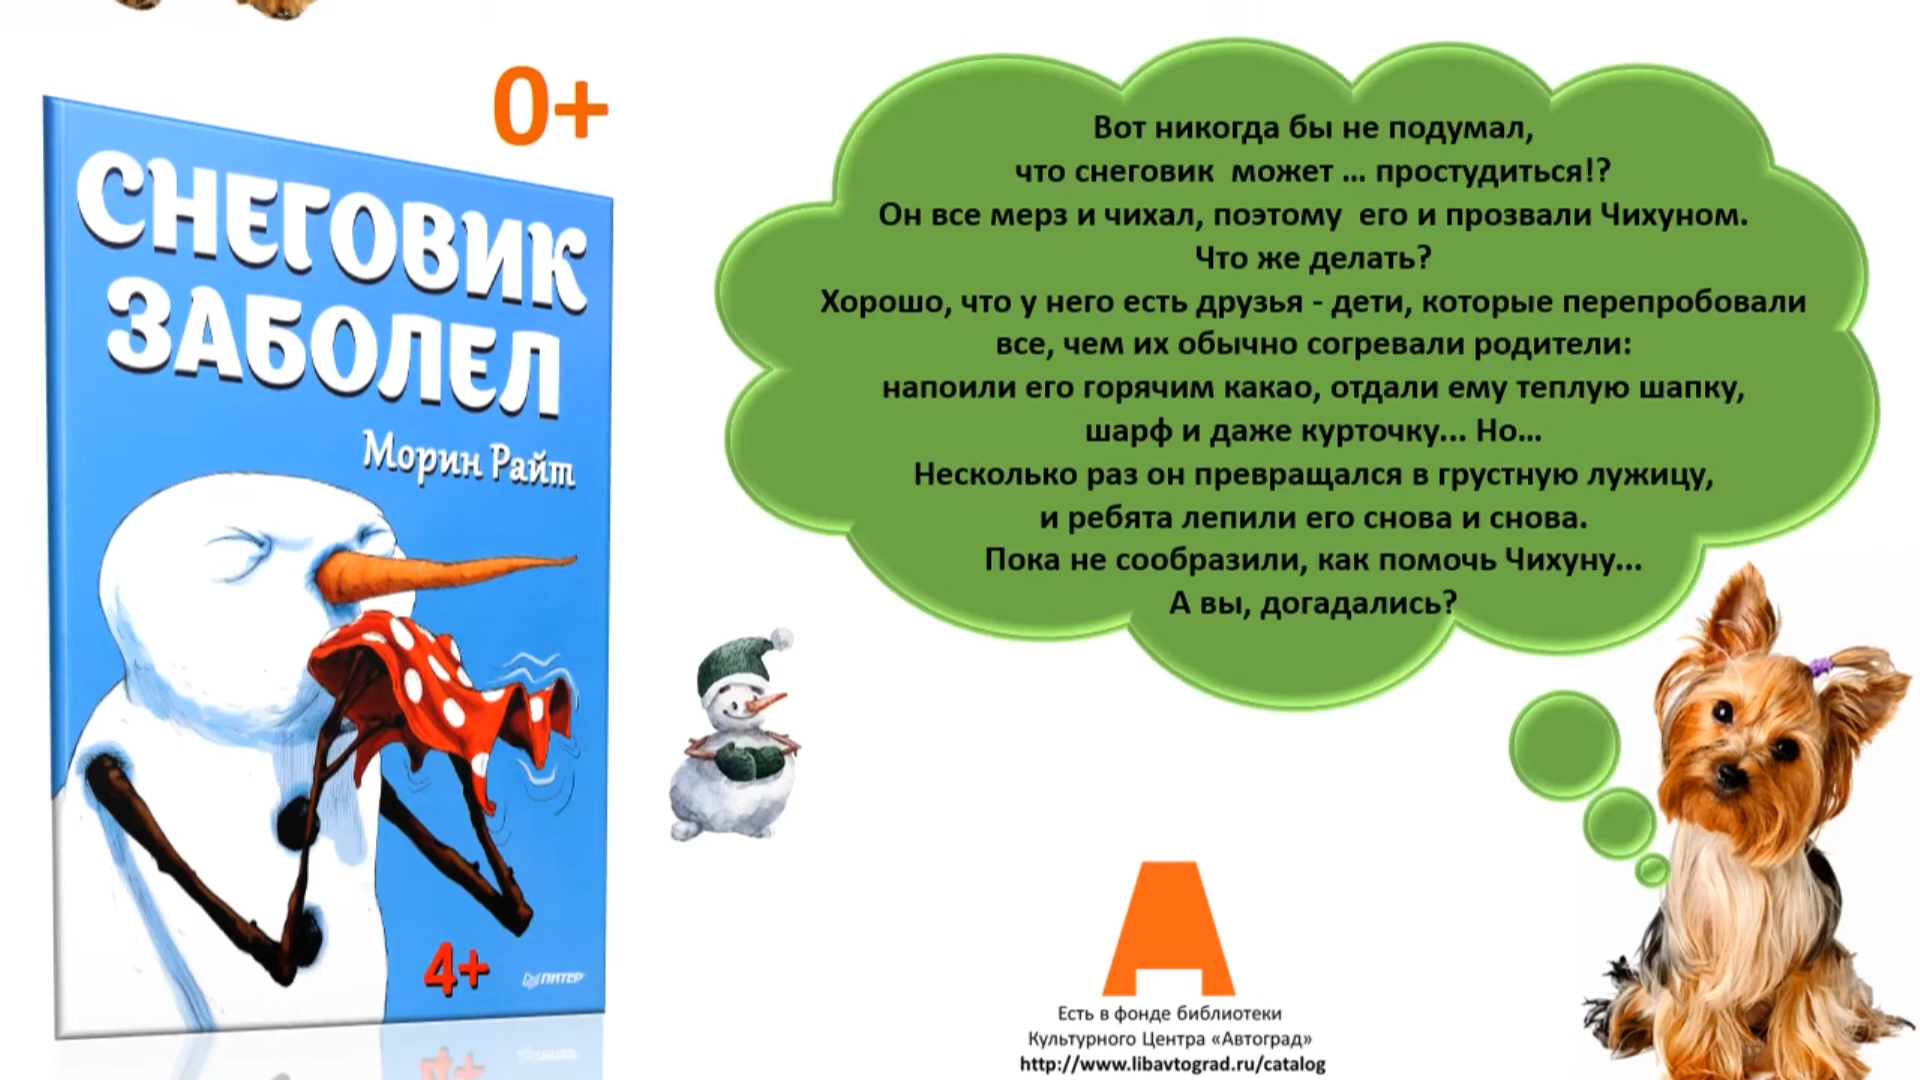 0+
СНЕГОВИК
ЗАБОЛЕЛ
Морин Райт
4+
ПИТЕР
Вот никогда бы не подумал,
что снеговик может ... простудиться!?
Он все мерз и чихал, поэтому его и прозвали Чихуном.
Что же делать?
Хорошо, что у него есть друзья - дети, которые перепробовали
все, чем их обычно согревали родители:
напоили его горячим какао, отдали ему теплую шапку,
шарф и даже курточку... Но...
Несколько раз он превращался в грустную лужицу,
и ребята лепили его снова и снова.
Пока не сообразили, как помочь Чихуну...
А вы, догадались?
Есть в фонде библиотеки
Культурного Центра «Автоград»
http://www.libavtograd.ru/catalog